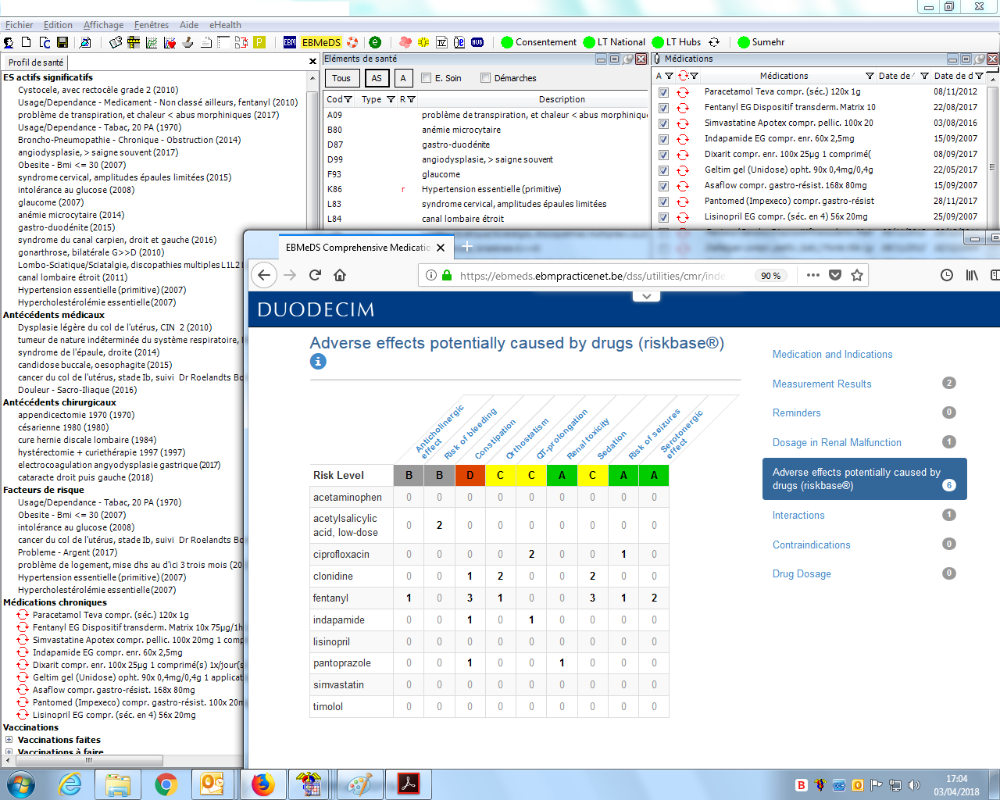 Fichier Edition Affichage Fenêtres Aide eHealth
EBM EBMeDS P IV HUB Consentement LT National LT Hubs Sumehr
Profil de santé
ES actifs significatifs
Cystocele, avec rectocèle grade 2 (2010)
Usage/Dependance - Medicament - Non classé ailleurs, fentanyl (2010)
problème de transpiration, et chaleur < abus morphiniques (2017)
Usage/Dependance - Tabac, 20 PA (1970)
Broncho-Pneumopathie - Chronique - Obstruction (2014)
angiodysplasie, > saigne souvent (2017)
Obesite - Bmi <= 30 (2007)
syndrome cervical, amplitudes épaules limitées (2015)
intolérance au glucose (2008)
glaucome (2007)
anémie microcytaire (2014)
gastro-duodénite (2015)
syndrome du canal carpien, droit et gauche (2016)
gonarthrose, bilatérale G>>D (2010)
Lombo-Sciatique/Sciatalgie, discopathies multiples L1L2 l
canal lombaire étroit (2011)
Hypertension essentielle (primitive) (2007)
Hypercholestérolémie essentielle (2007)
Antécédents médicaux
Dysplasie légère du col de l'utérus, CIN 2 (2010)
tumeur de nature indéterminée du système respiratoire,
syndrome de l'épaule, droite (2014)
candidose buccale, oesophagite (2015)
cancer du col de l'utérus, stade Ib, suivi Dr Roelandts Bo
Douleur - Sacro-Iliaque (2016)
Antécédents chirurgicaux
appendicectomie 1970 (1970)
césarienne 1980 (1980)
cure hernie discale lombaire (1984)
hystérectomie + curiethérapie 1997 (1997)
electrocoagulation angyodysplasie gastrique (2017)
cataracte droit puis gauche (2018)
Facteurs de risque
Usage/Dependance - Tabac, 20 PA (1970)
Obesite - Bmi <= 30 (2007)
intolérance au glucose (2008)
cancer du col de l'utérus, stade Ib, suivi Dr Roelandts Bo
Probleme - Argent (2017)
problème de logement, mise dhs au d'ici 3 trois mois (20
Hypertension essentielle (primitive) (2007)
Hypercholestérolémie essentielle (2007)
Médications chroniques
Paracetamol Teva compr. (séc.) 120x 1g
Fentanyl EG Dispositif transderm. Matrix 10x 75µg/1h
Simvastatine Apotex compr. pellic. 100x 20mg 1 comp
Indapamide EG compr. enr. 60x 2,5mg
Dixarit compr. enr. 100x 25µg 1 comprimé(s) 1x/jour(s
Geltim gel (Unidose) opht. 90x 0,4mg/0,4g 1 applicat
Asaflow compr. gastro-résist. 168x 80mg
Pantomed (Impexeco) compr. gastro-résist. 100x 20m
Lisinopril EG compr. (séc. en 4) 56x 20mg
Vaccinations
Vaccinations faites
Vaccinations à faire
Eléments de santé
Tous AS A E. Soin Démarches
Cod Type R Description
A09 problème de transpiration, et chaleur < abus morphinique
B80 anémie microcytaire
D87 gastro-duodénite
D99 angiodysplasie, > saigne souvent
F93 glaucome
K86 r Hypertension essentielle (primitive)
L83 syndrome cervical, amplitudes épaules limitées
L84 canal lombaire étroit
Médications
A Médications Date de Date de d
Paracetamol Teva compr. (séc.) 120x 1g 08/11/2012
Fentanyl EG Dispositif transderm. Matrix 10 22/08/2017
Simvastatine Apotex compr. pellic. 100x 20 03/08/2016
Indapamide EG compr. enr. 60x 2,5mg 15/09/2007
Dixarit compr. enr. 100x 25µg 1 comprimé( 08/09/2017
Geltim gel (Unidose) opht. 90x 0,4mg/0,4g 22/05/2017
Asaflow compr. gastro-résist. 168x 80mg 15/09/2007
Pantomed (Impexeco) compr. gastro-résist 28/11/2017
Lisinopril EG compr. (séc. en 4) 56x 20mg 25/09/2007
EBMeDS Comprehensive Medicatio
https://ebmeds.ebmpracticenet.be/dss/utilities/cmr/inde 90 %
DUODECIM
Adverse effects potentially caused by drugs (riskbase®)
Anticholinergic effect
Risk of bleeding
Constipation
Orthostatism
QT-prolongation
Renal toxicity
Sedation
Risk of seizures
Serotonergic effect
Risk Level B B D C C A C A A
acetaminophen 0 0 0 0 0 0 0 0 0
acetylsalicylic acid, low-dose 0 2 0 0 0 0 0 0 0
ciprofloxacin 0 0 0 0 2 0 0 1 0
clonidine 0 0 1 2 0 0 2 0 0
fentanyl 1 0 3 1 0 0 3 1 2
indapamide 0 0 1 0 1 0 0 0 0
lisinopril 0 0 0 0 0 0 0 0 0
pantoprazole 0 0 1 0 0 1 0 0 0
simvastatin 0 0 0 0 0 0 0 0 0
timolol 0 0 0 0 0 0 0 0 0
Medication and Indications
Measurement Results 2
Reminders 0
Dosage in Renal Malfunction 1
Adverse effects potentially caused by
drugs (riskbase®) 6
Interactions 1
Contraindications 0
Drug Dosage 0
17:04
03/04/2018